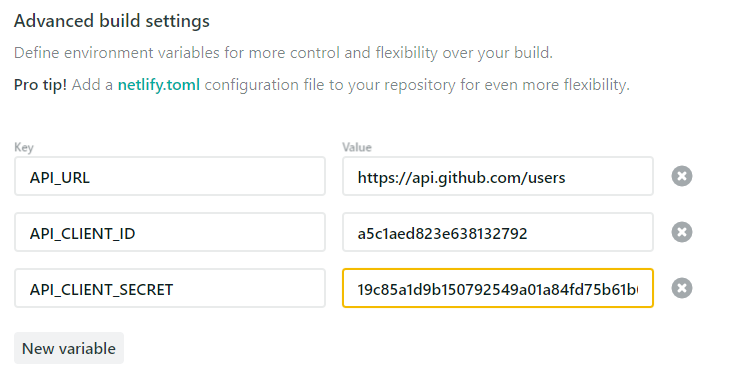 Advanced build settings
Define environment variables for more control and flexibility over your build.
Pro tip! Add a netlify.toml configuration file to your repository for even more flexibility.
Key Value
API_URL https://api.github.com/users
API_CLIENT_ID a5c1aed823e638132792
API_CLIENT_SECRET 19c85a1d9b150792549a01a84fd75b61b
New variable